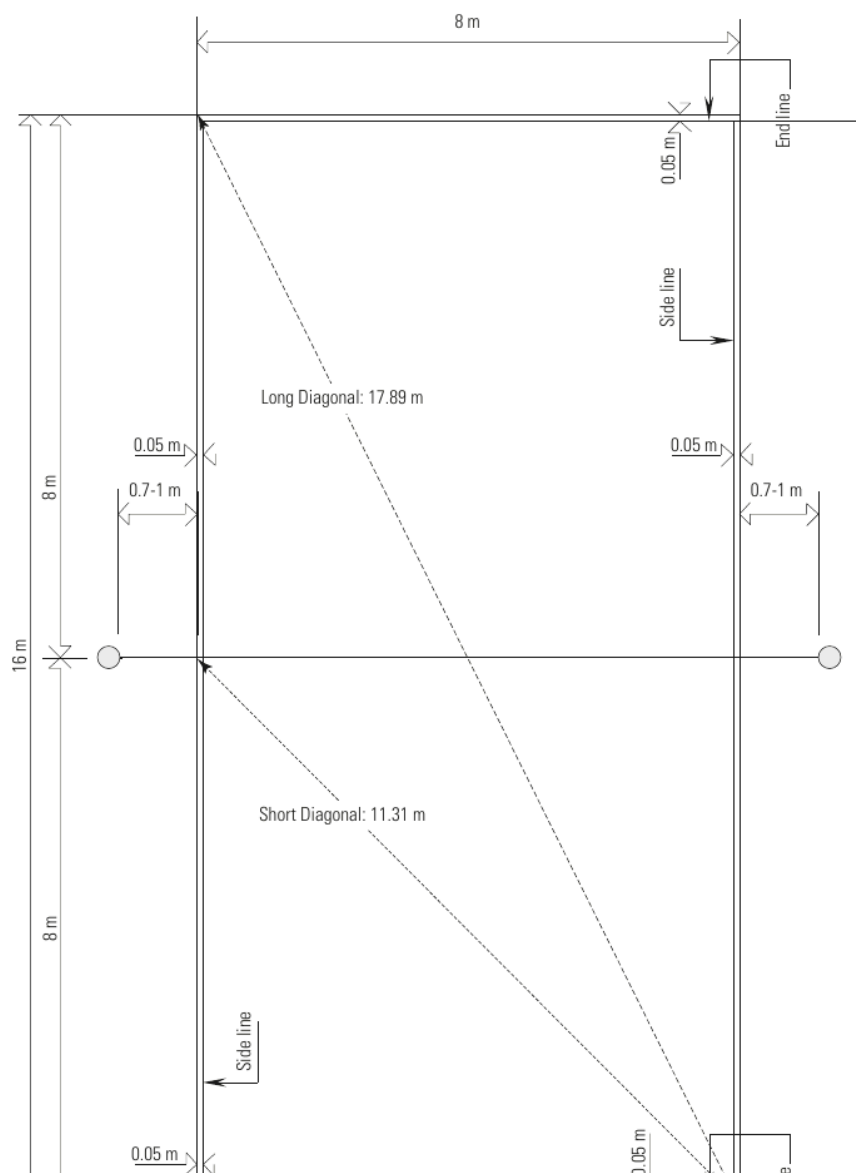 8 m
End line
0.05 m
Side line
Long Diagonal: 17.89 m
0.05 m
0.05 m
8 m
0.7-1 m
0.7-1 m
16 m
Short Diagonal: 11.31 m
8 m
Side line
0.05 m
0.05 m